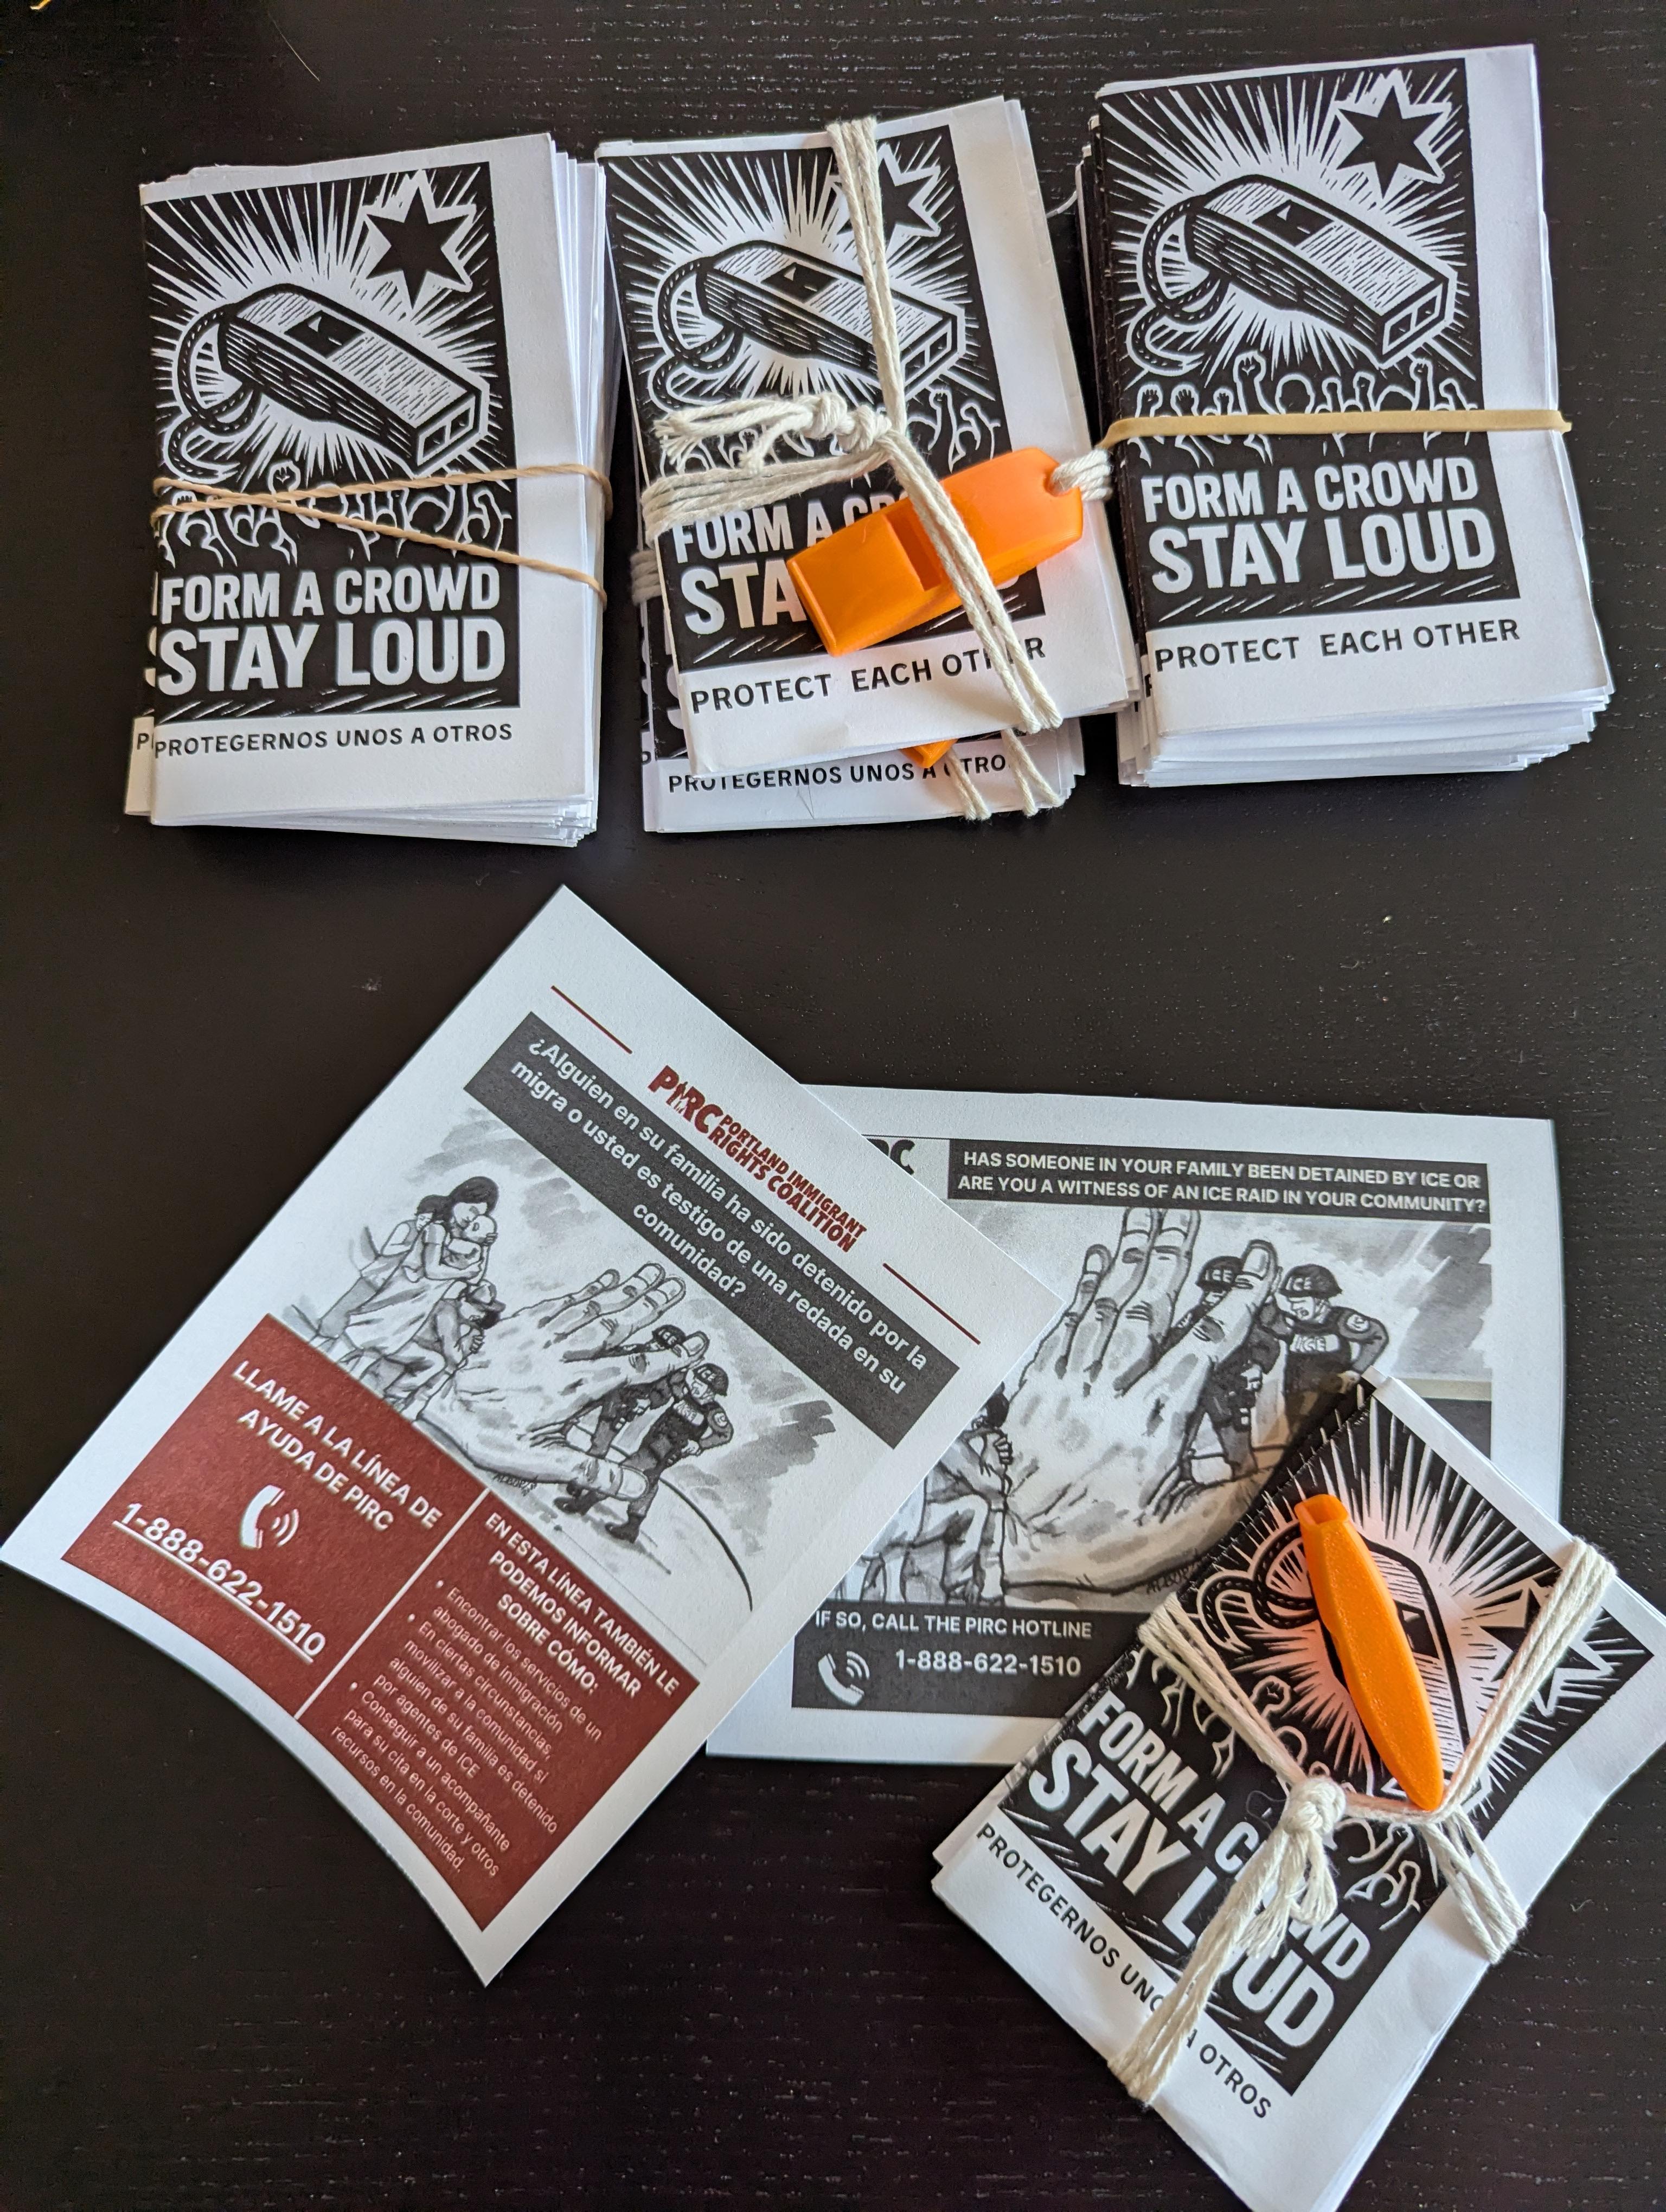 FORM A CROWD
STAY LOUD
PROTEGERNOS UNOS A OTROS
FORM A
STA
PROTECT EACH OTHER
PROTEGERNOS UNOS A OTRO
FORM A CROWD
STAY LOUD
PROTECT EACH OTHER
PIRC PORTLAND IMMIGRANT
RIGHTS COALITION
¿Alguien en su familia ha sido detenido por la
migra o usted es testigo de una redada en su
comunidad?
LLAME A LA LÍNEA DE
AYUDA DE PIRC
1-888-622-1510
EN ESTA LÍNEA TAMBIÉN LE
PODEMOS INFORMAR
SOBRE CÓMO:
• Encontrar los servicios de un
abogado de inmigración
• En ciertas circunstancias,
movilizar a la comunidad si
alguien de su familia es detenido
por agentes de ICE
• Conseguir a un acompañante
para su cita en la corte y otros
recursos en la comunidad.
RC
HAS SOMEONE IN YOUR FAMILY BEEN DETAINED BY ICE OR
ARE YOU A WITNESS OF AN ICE RAID IN YOUR COMMUNITY?
ICE
ICE
ICE
IF SO, CALL THE PIRC HOTLINE
1-888-622-1510
FORM A C WD
STAY L UD
PROTEGERNOS UNO A OTROS